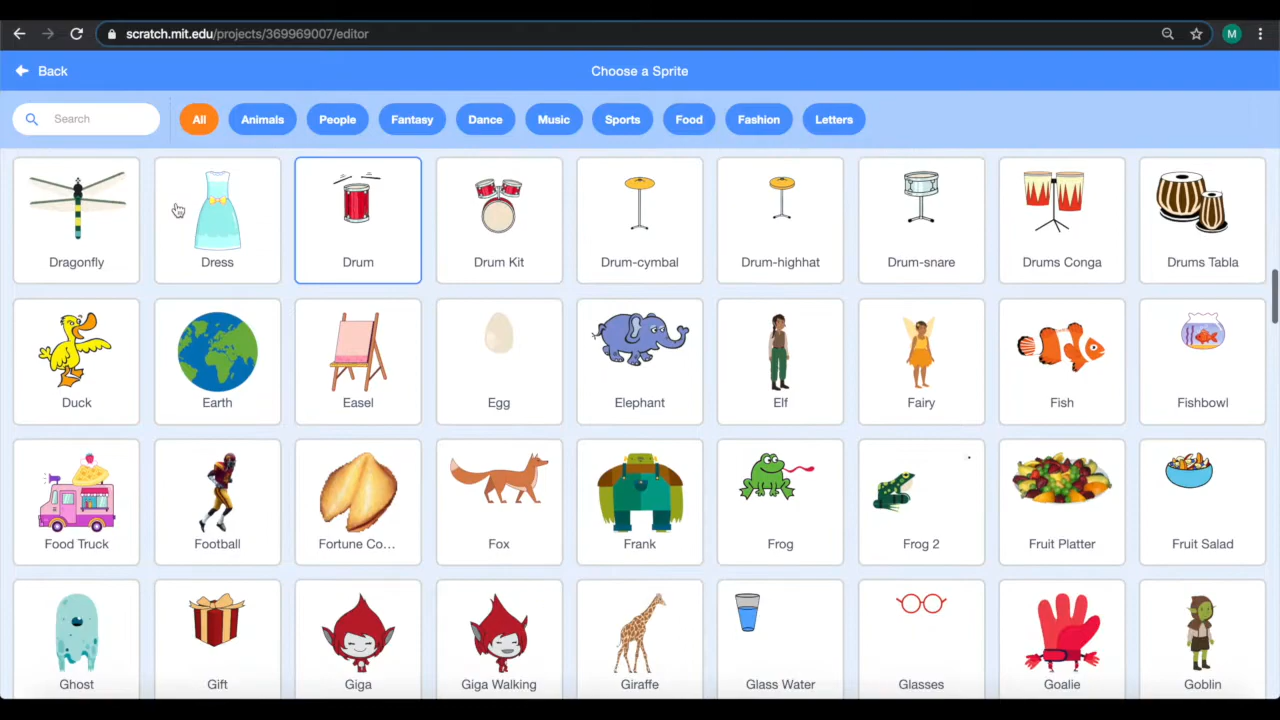 scratch.mit.edu/projects/369969007/editor
M
Back
Choose a Sprite
Search
All
Animals
People
Fantasy
Dance
Music
Sports
Food
Fashion
Letters
Dragonfly
Dress
Drum
Drum Kit
Drum-cymbal
Drum-highhat
Drum-snare
Drums Conga
Drums Tabla
Duck
Earth
Easel
Egg
Elephant
Elf
Fairy
Fish
Fishbowl
Food Truck
Football
Fortune Co...
Fox
Frank
Frog
Frog 2
Fruit Platter
Fruit Salad
Ghost
Gift
Giga
Giga Walking
Giraffe
Glass Water
Glasses
Goalie
Goblin